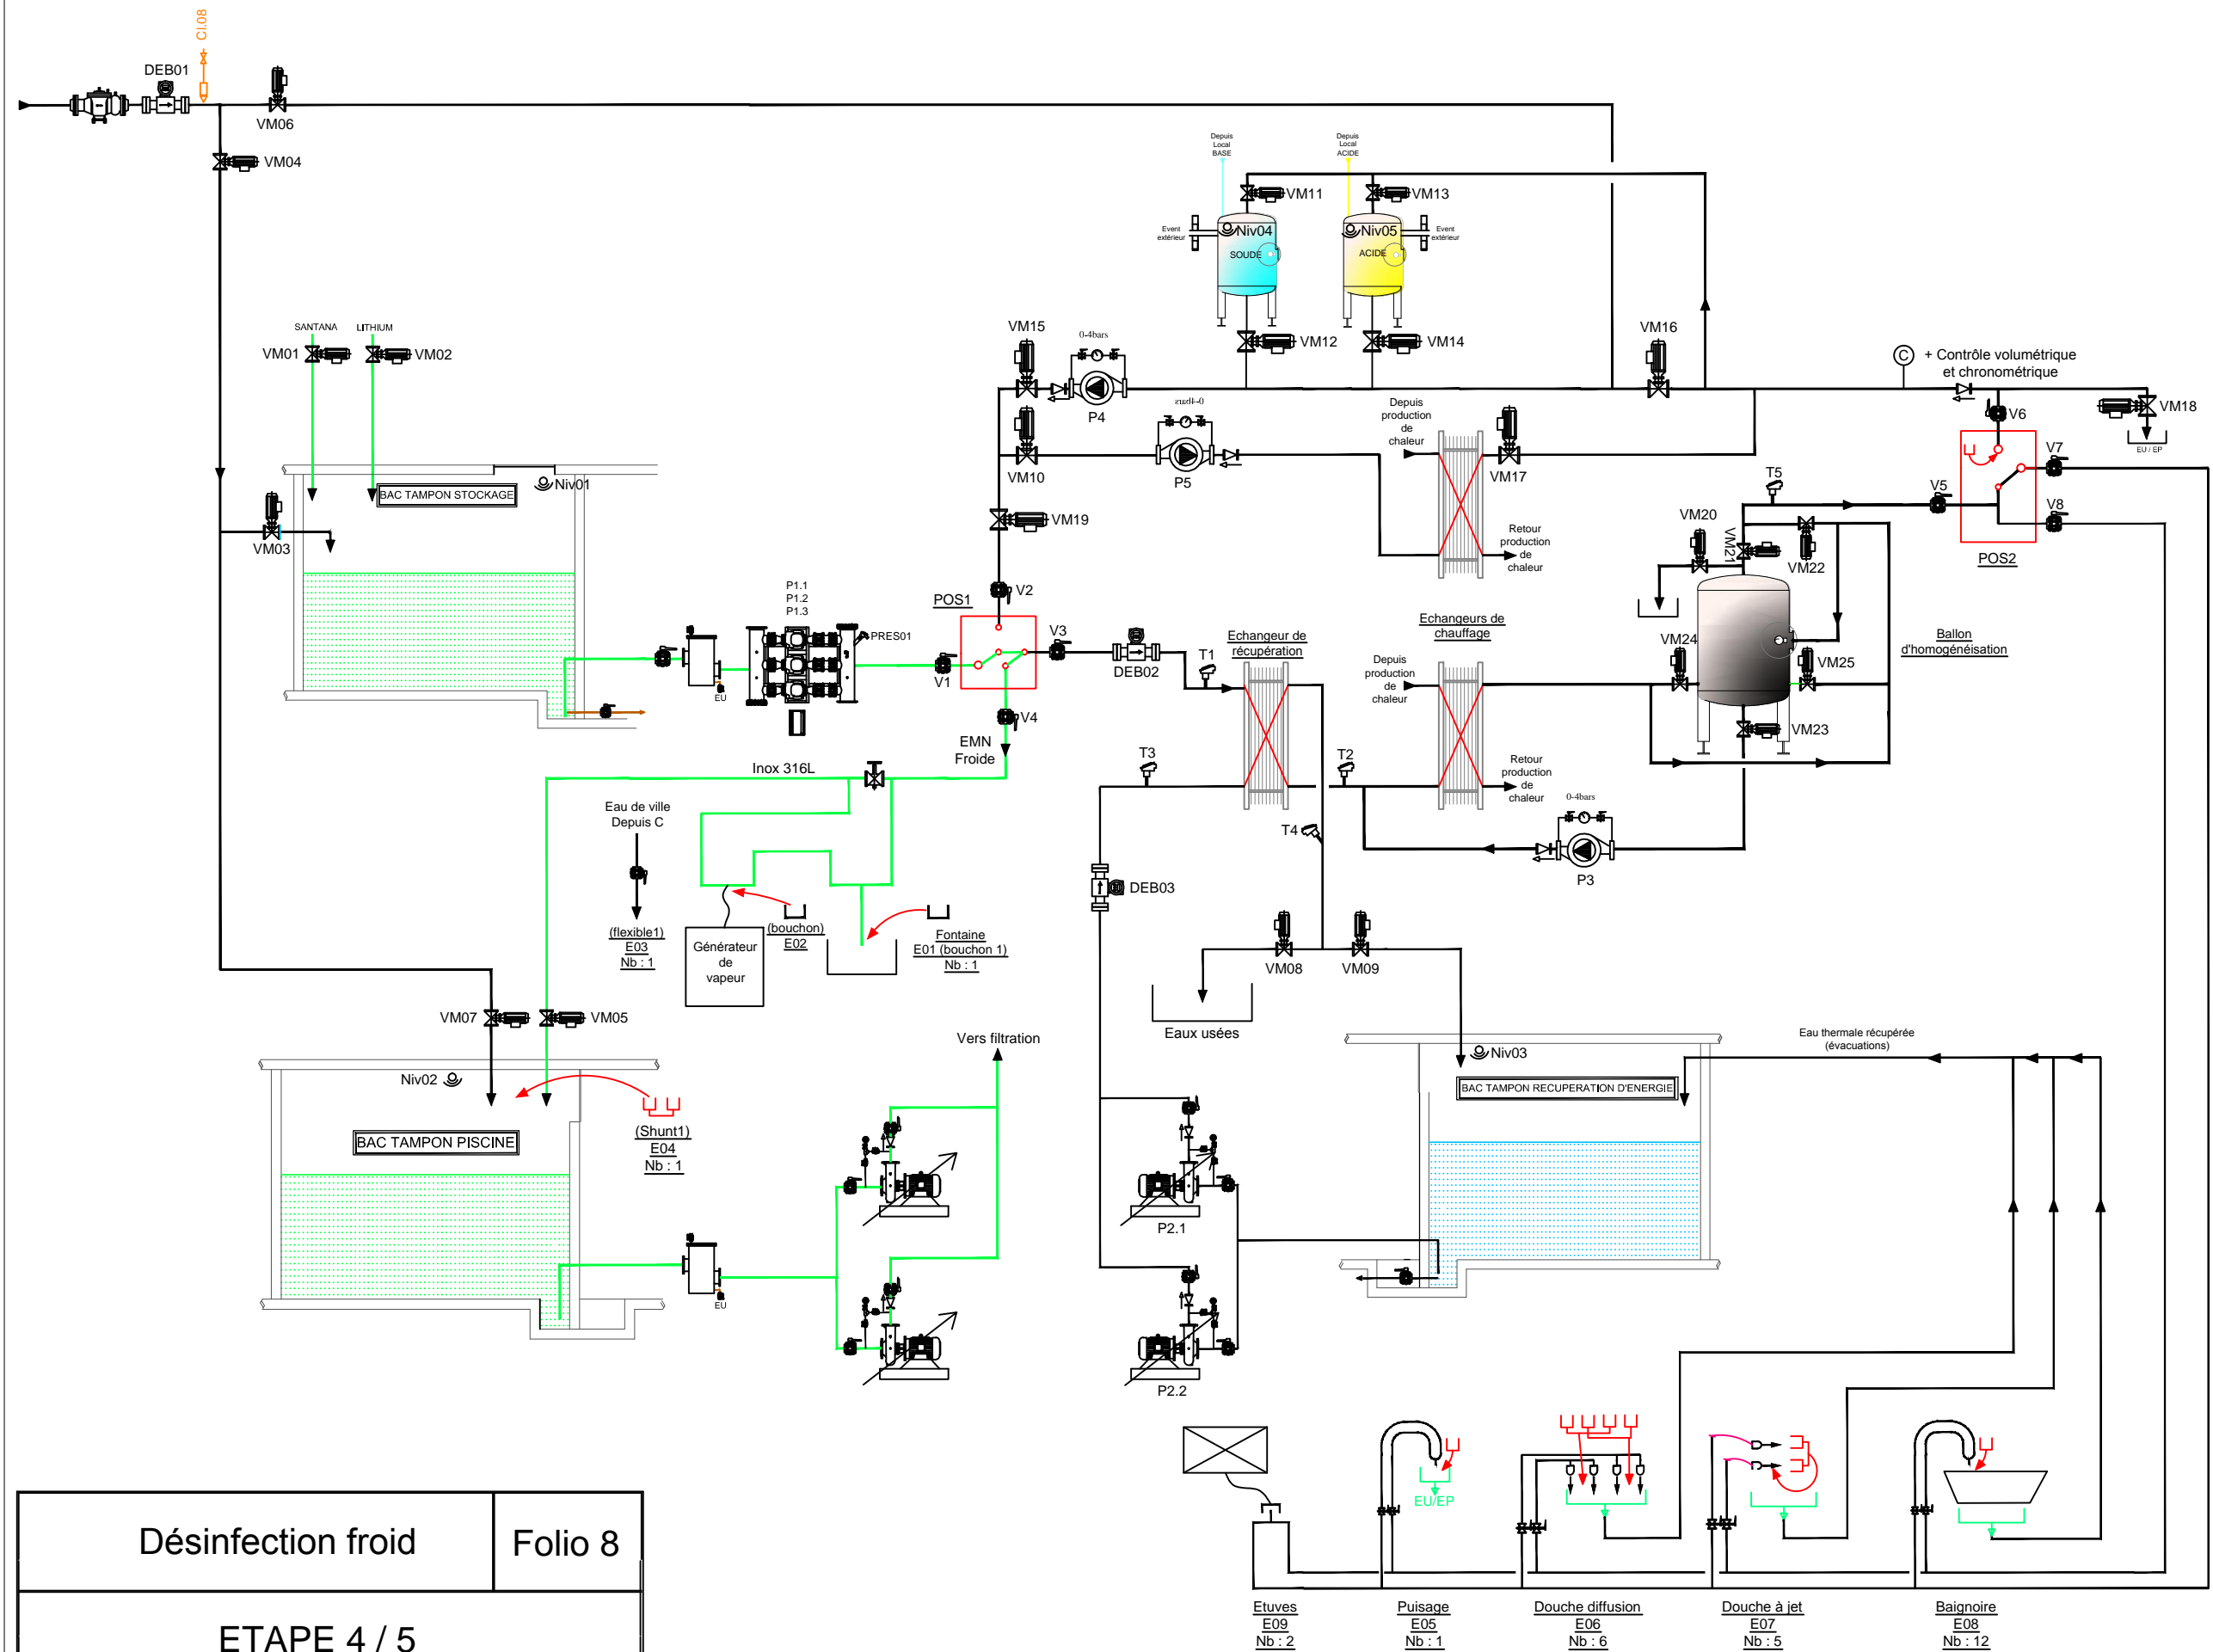 CI.08
DEB01
VM06
VM04
Depuis
Local
BASE
Depuis
Local
ACIDE
VM11
VM13
Event
extérieur
Niv04
SOUDE
Niv05
ACIDE
Event
extérieur
VM12
VM14
SANTANA
LITHIUM
VM01
VM02
VM15
0-4bars
P4
VM16
C
+ Contrôle volumétrique
et chronométrique
V6
VM18
EU / EP
BAC TAMPON STOCKAGE
Niv01
VM03
VM10
0-4bars
P5
Depuis
production
de
chaleur
VM17
Retour
production
de
chaleur
VM19
V2
T5
V5
V7
V8
POS2
VM20
VM21
VM22
P1.1
P1.2
P1.3
PRES01
EU
POS1
V1
V3
V4
DEB02
T1
Echangeur de
récupération
Echangeurs de
chauffage
Depuis
production
de
chaleur
Retour
production
de
chaleur
VM24
VM25
VM23
Ballon
d'homogénéisation
EMN
Froide
Inox 316L
T3
T2
T4
0-4bars
P3
Eau de ville
Depuis C
(flexible1)
E03
Nb : 1
Générateur
de
vapeur
(bouchon)
E02
Fontaine
E01 (bouchon 1)
Nb : 1
DEB03
VM08
VM09
Eaux usées
VM07
VM05
Niv02
BAC TAMPON PISCINE
(Shunt1)
E04
Nb : 1
EU
Vers filtration
Niv03
BAC TAMPON RECUPERATION D'ENERGIE
Eau thermale récupérée
(évacuations)
P2.1
P2.2
EU/EP
Etuves
E09
Nb : 2
Puisage
E05
Nb : 1
Douche diffusion
E06
Nb : 6
Douche à jet
E07
Nb : 5
Baignoire
E08
Nb : 12
Désinfection froid
Folio 8
ETAPE 4 / 5